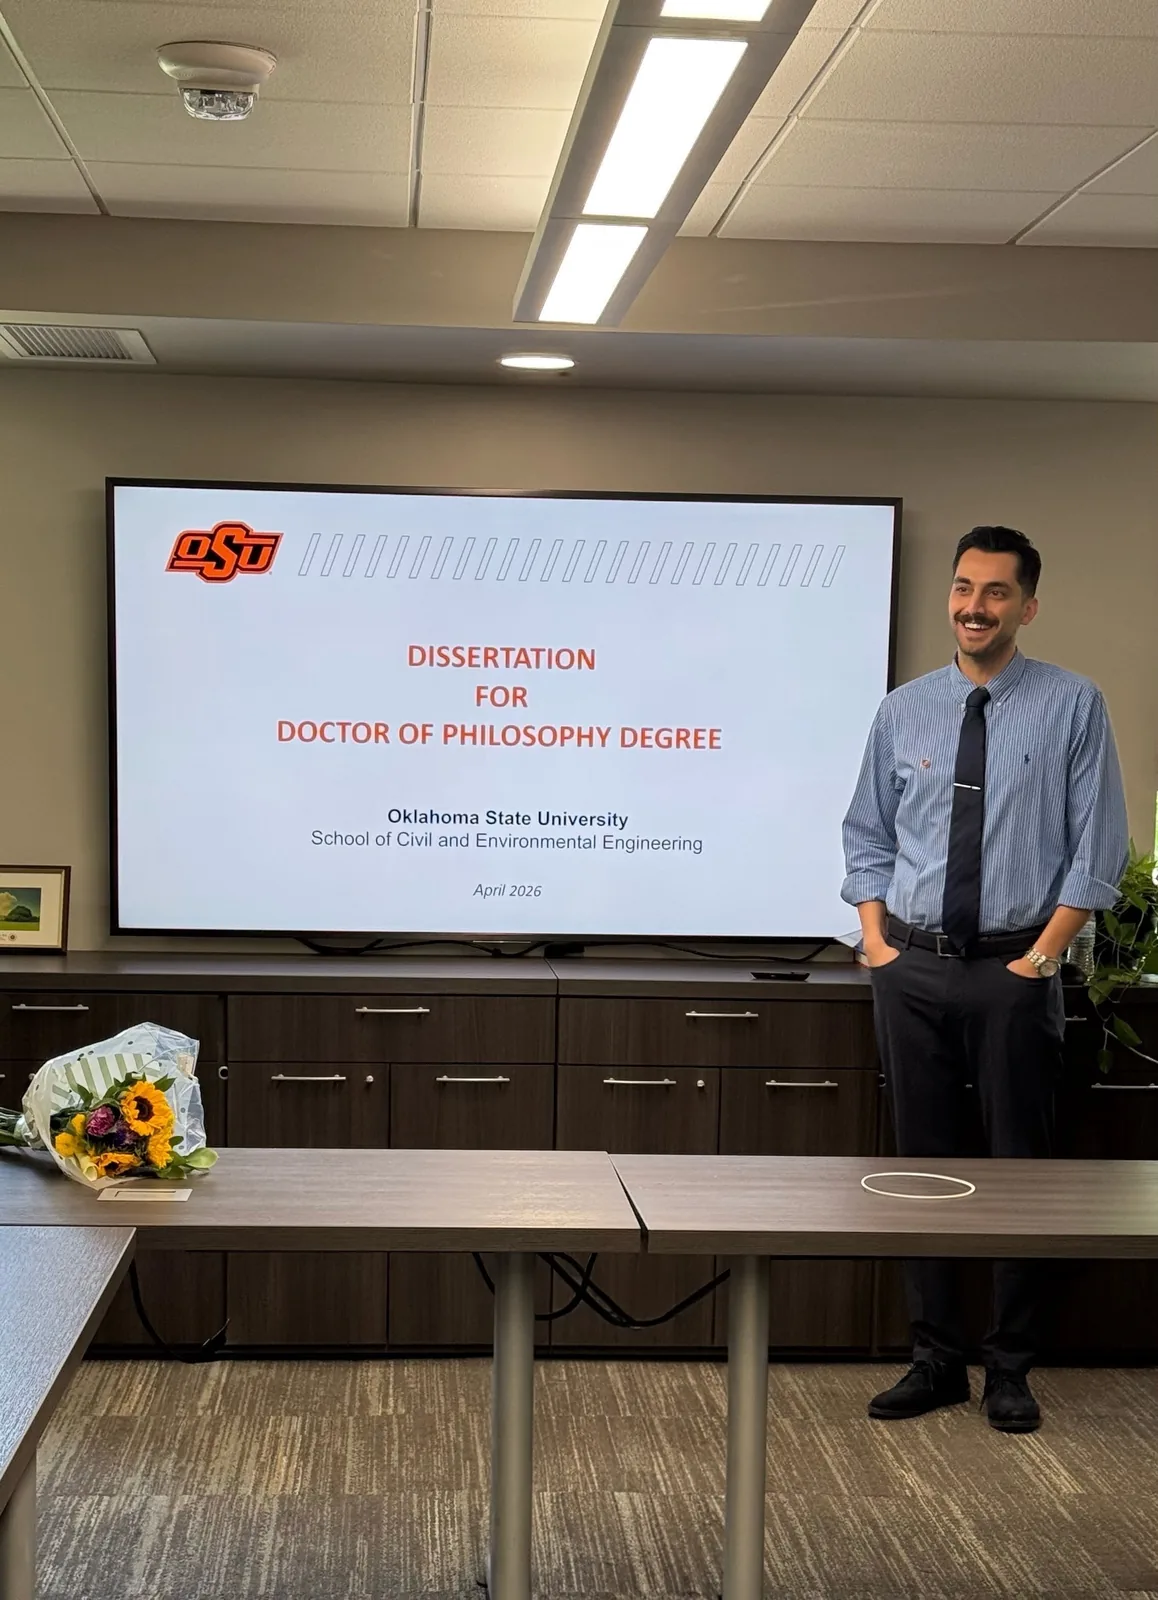 OSU
DISSERTATION
FOR
DOCTOR OF PHILOSOPHY DEGREE
Oklahoma State University
School of Civil and Environmental Engineering
April 2026